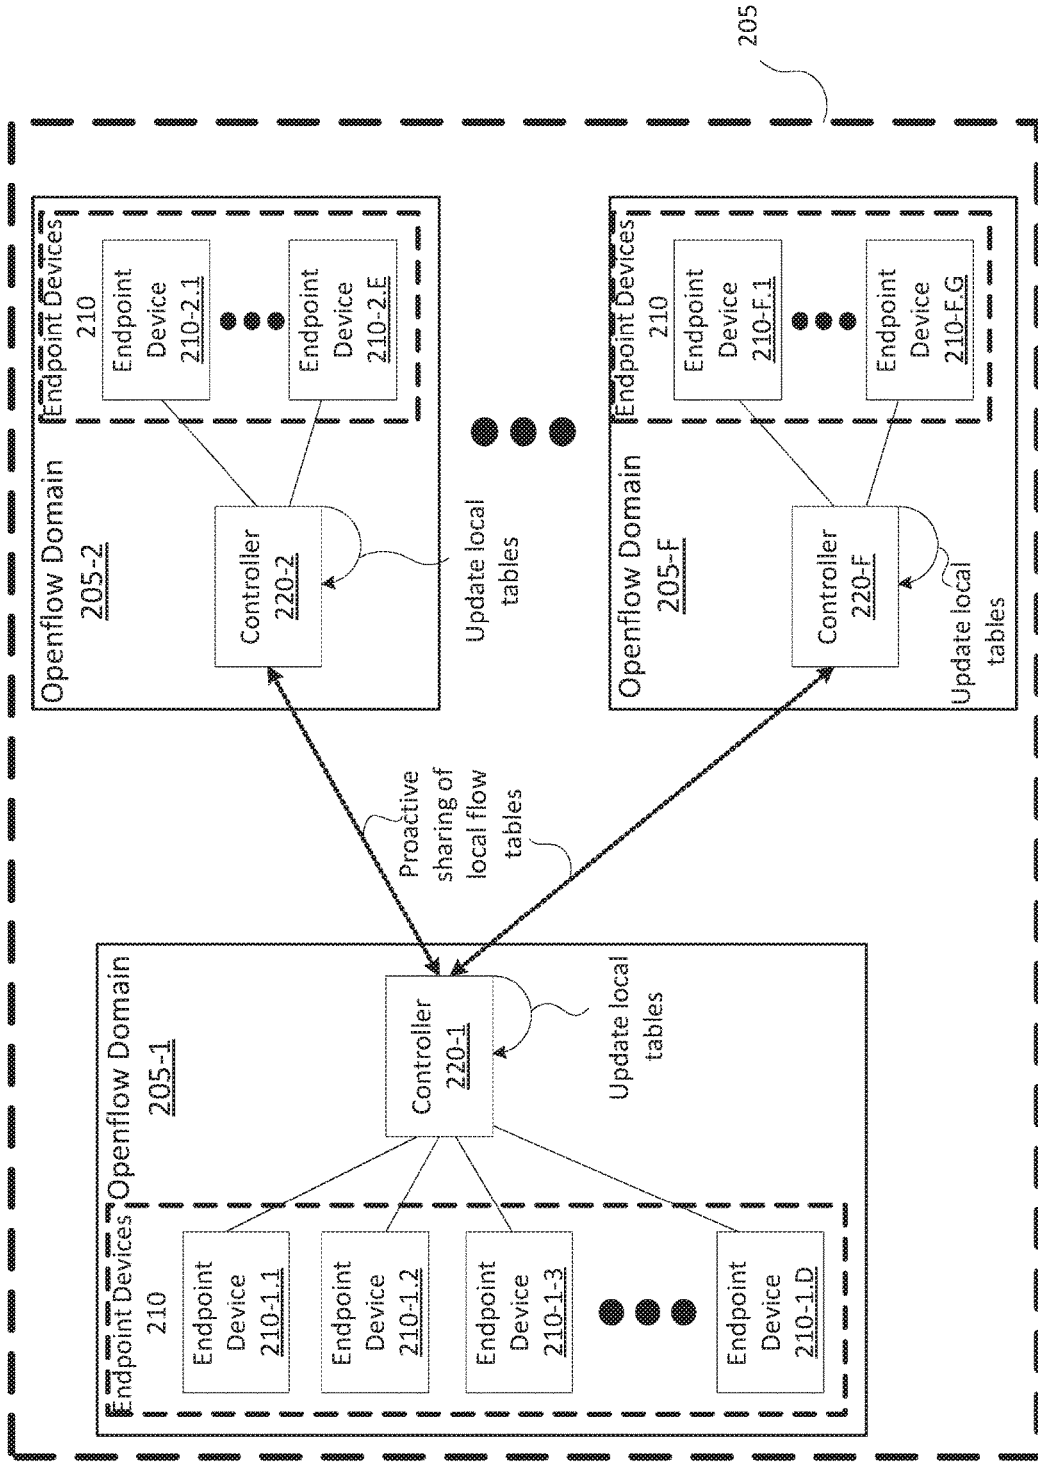 205
Openflow Domain
205-1
Endpoint Devices
210
Endpoint
Device
210-1.1
Endpoint
Device
210-1.2
Endpoint
Device
210-1-3
Endpoint
Device
210-1.D
Controller
220-1
Update local
tables
Proactive
sharing of
local flow
tables
Openflow Domain
205-2
Controller
220-2
Update local
tables
Endpoint Devices
210
Endpoint
Device
210-2.1
Endpoint
Device
210-2.E
Openflow Domain
205-F
Controller
220-F
Update local
tables
Endpoint Devices
210
Endpoint
Device
210-F.1
Endpoint
Device
210-F.G